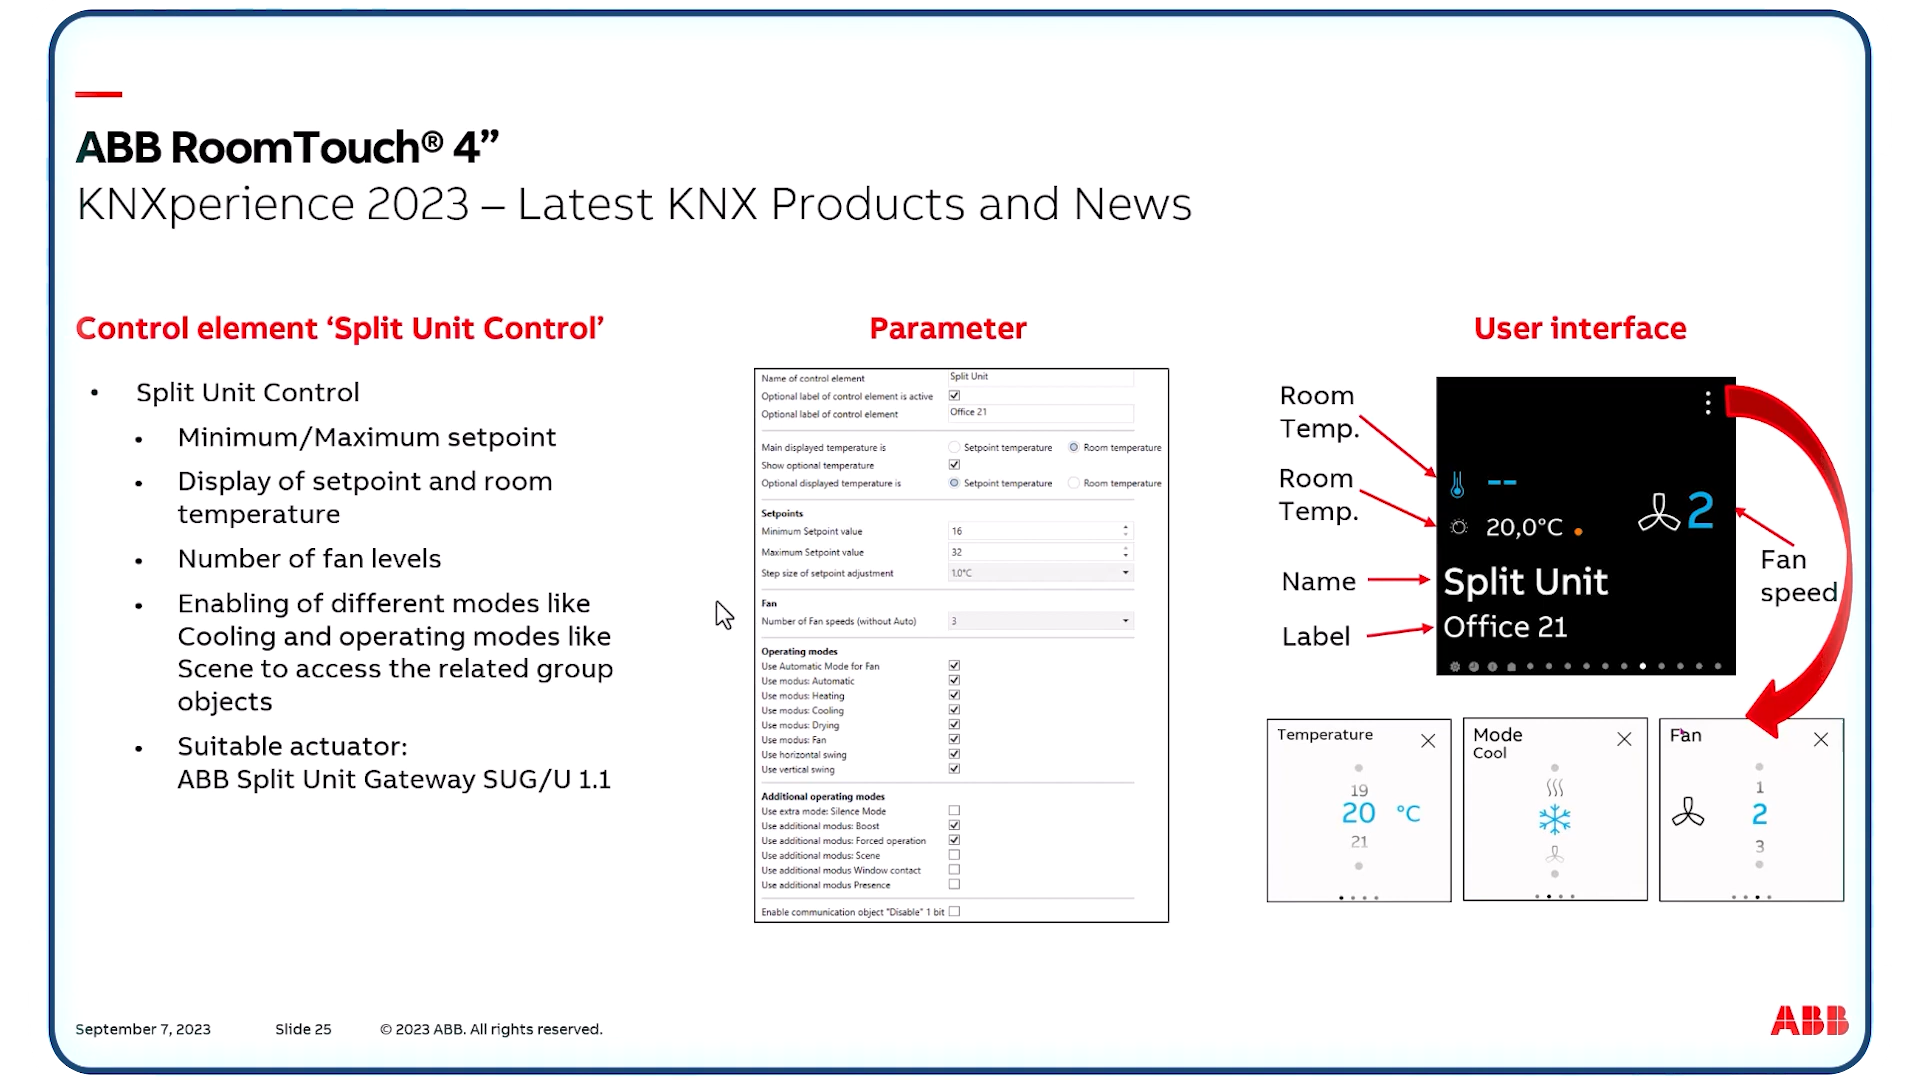 ABB RoomTouch® 4”
KNXperience 2023 – Latest KNX Products and News
Control element ‘Split Unit Control’
• Split Unit Control
• Minimum/Maximum setpoint
• Display of setpoint and room
temperature
• Number of fan levels
• Enabling of different modes like
Cooling and operating modes like
Scene to access the related group
objects
• Suitable actuator:
ABB Split Unit Gateway SUG/U 1.1
Parameter
Name of control element Split Unit
Optional label of control element is active
Optional label of control element Office 21
Main displayed temperature is Setpoint temperature Room temperature
Show optional temperature
Optional displayed temperature is Setpoint temperature Room temperature
Setpoints
Minimum Setpoint value 16
Maximum Setpoint value 32
Step size of setpoint adjustment 1.0°C
Fan
Number of Fan speeds (without Auto) 3
Operating modes
Use Automatic Mode for Fan
Use modus: Automatic
Use modus: Heating
Use modus: Cooling
Use modus: Drying
Use modus: Fan
Use horizontal swing
Use vertical swing
Additional operating modes
Use extra mode: Silence Mode
Use additional modus: Boost
Use additional modus: Forced operation
Use additional modus: Scene
Use additional modus Window contact
Use additional modus Presence
Enable communication object "Disable" 1 bit
User interface
Room
Temp.
Room
Temp.
Name
Label
--
20,0°C
2
Split Unit
Office 21
Fan
speed
Temperature
19
20 °C
21
Mode
Cool
Fan
1
2
3
September 7, 2023 Slide 25 © 2023 ABB. All rights reserved.
ABB